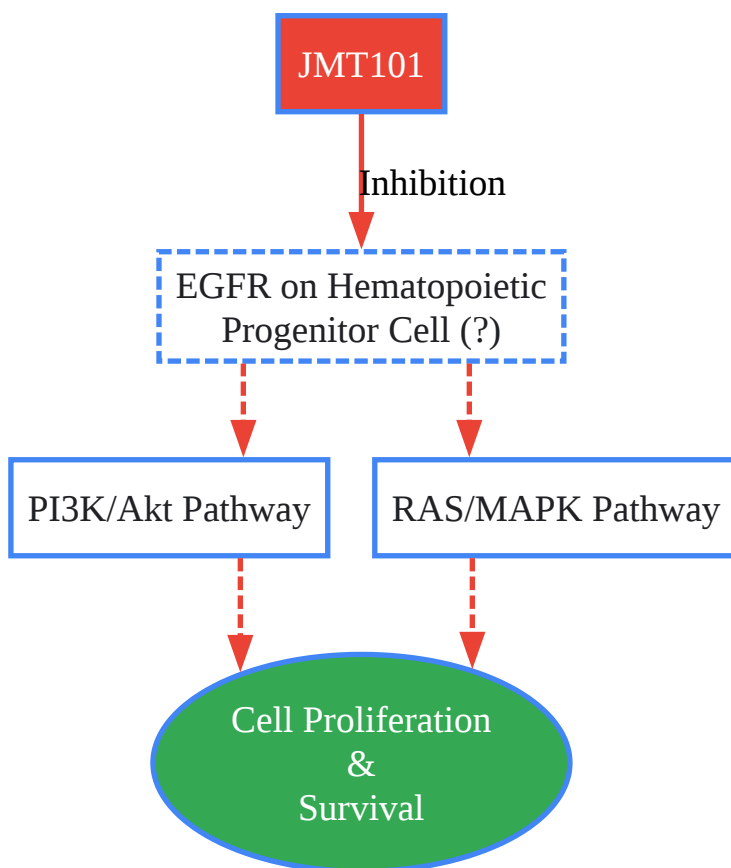 JMT101
Inhibition
EGFR on Hematopoietic
Progenitor Cell (?)
PI3K/Akt Pathway
RAS/MAPK Pathway
Cell Proliferation
&
Survival